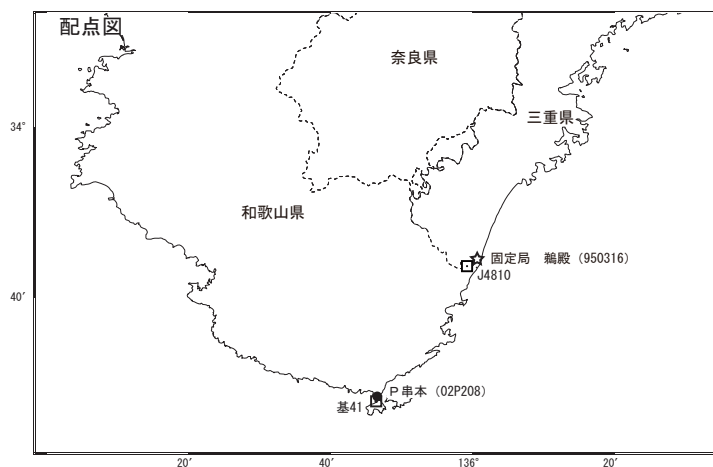 配点図
奈良県
34°
三重県
和歌山県
固定局　鵜殿（950316）
J4810
40′
Ｐ串本（02P208）
基41
20′
40′
136°
20′